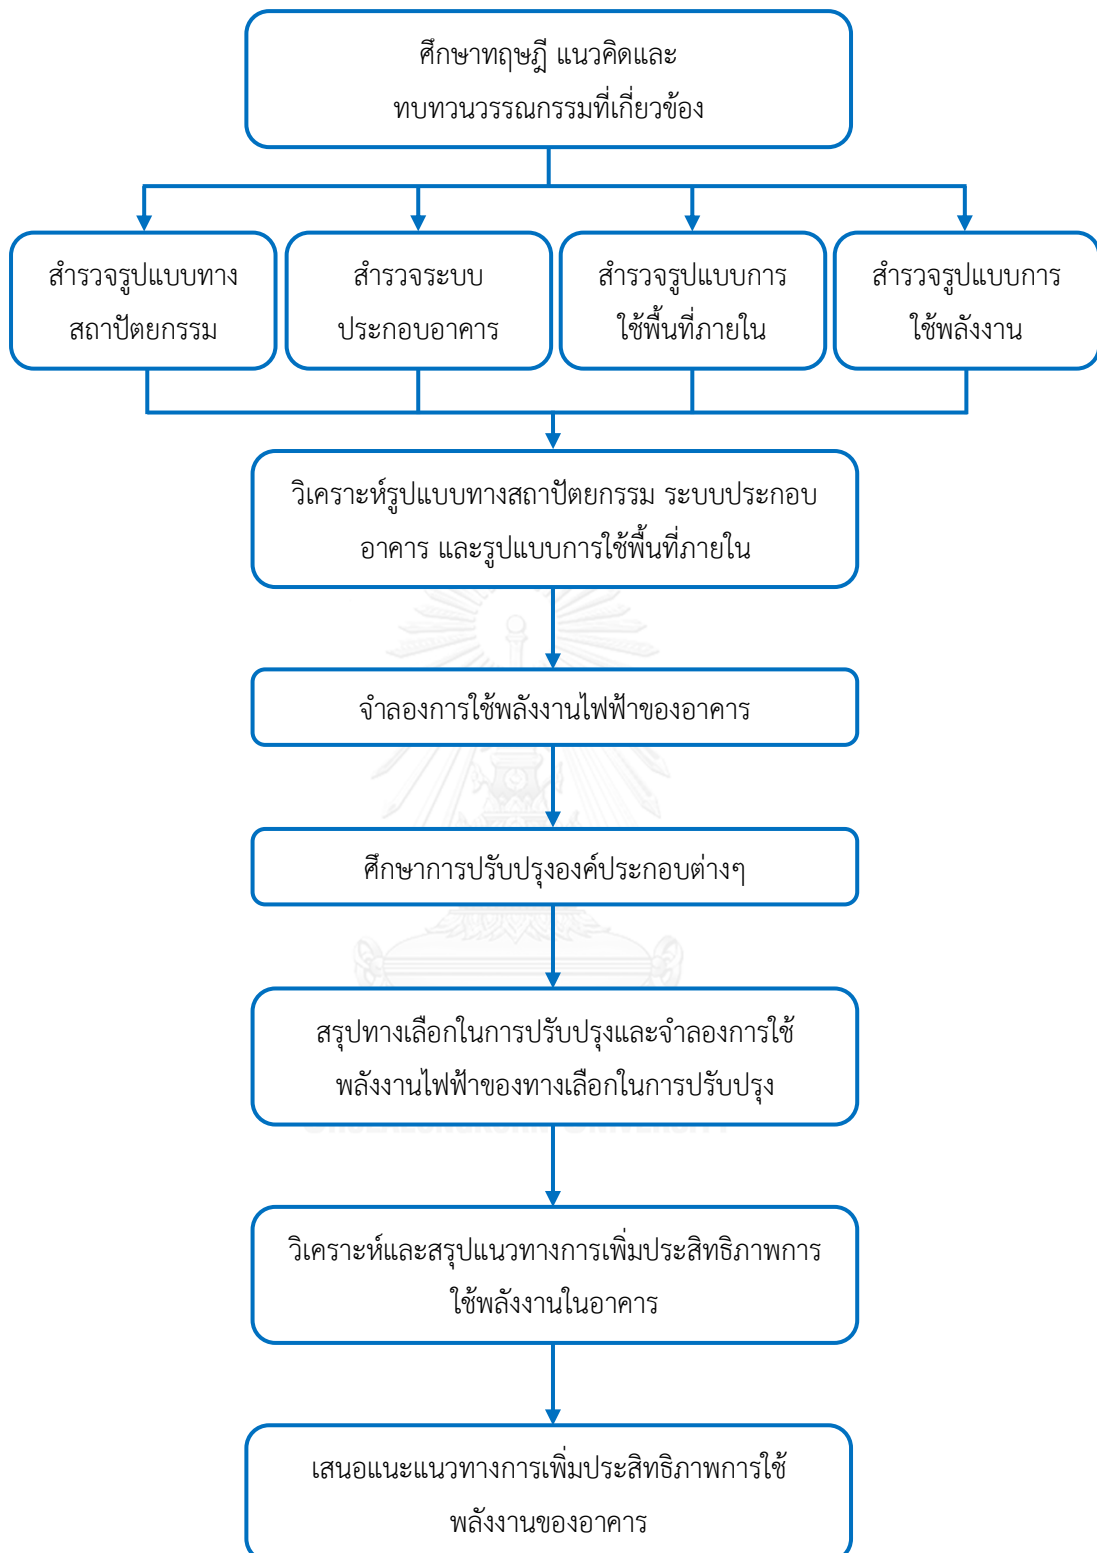 ศึกษาทฤษฎี แนวคิดและ
ทบทวนวรรณกรรมที่เกี่ยวข้อง
สำรวจรูปแบบทาง
สถาปัตยกรรม
สำรวจระบบ
ประกอบอาคาร
สำรวจรูปแบบการ
ใช้พื้นที่ภายใน
สำรวจรูปแบบการ
ใช้พลังงาน
วิเคราะห์รูปแบบทางสถาปัตยกรรม ระบบประกอบ
อาคาร และรูปแบบการใช้พื้นที่ภายใน
จำลองการใช้พลังงานไฟฟ้าของอาคาร
ศึกษาการปรับปรุงองค์ประกอบต่างๆ
สรุปทางเลือกในการปรับปรุงและจำลองการใช้
พลังงานไฟฟ้าของทางเลือกในการปรับปรุง
วิเคราะห์และสรุปแนวทางการเพิ่มประสิทธิภาพการ
ใช้พลังงานในอาคาร
เสนอแนะแนวทางการเพิ่มประสิทธิภาพการใช้
พลังงานของอาคาร